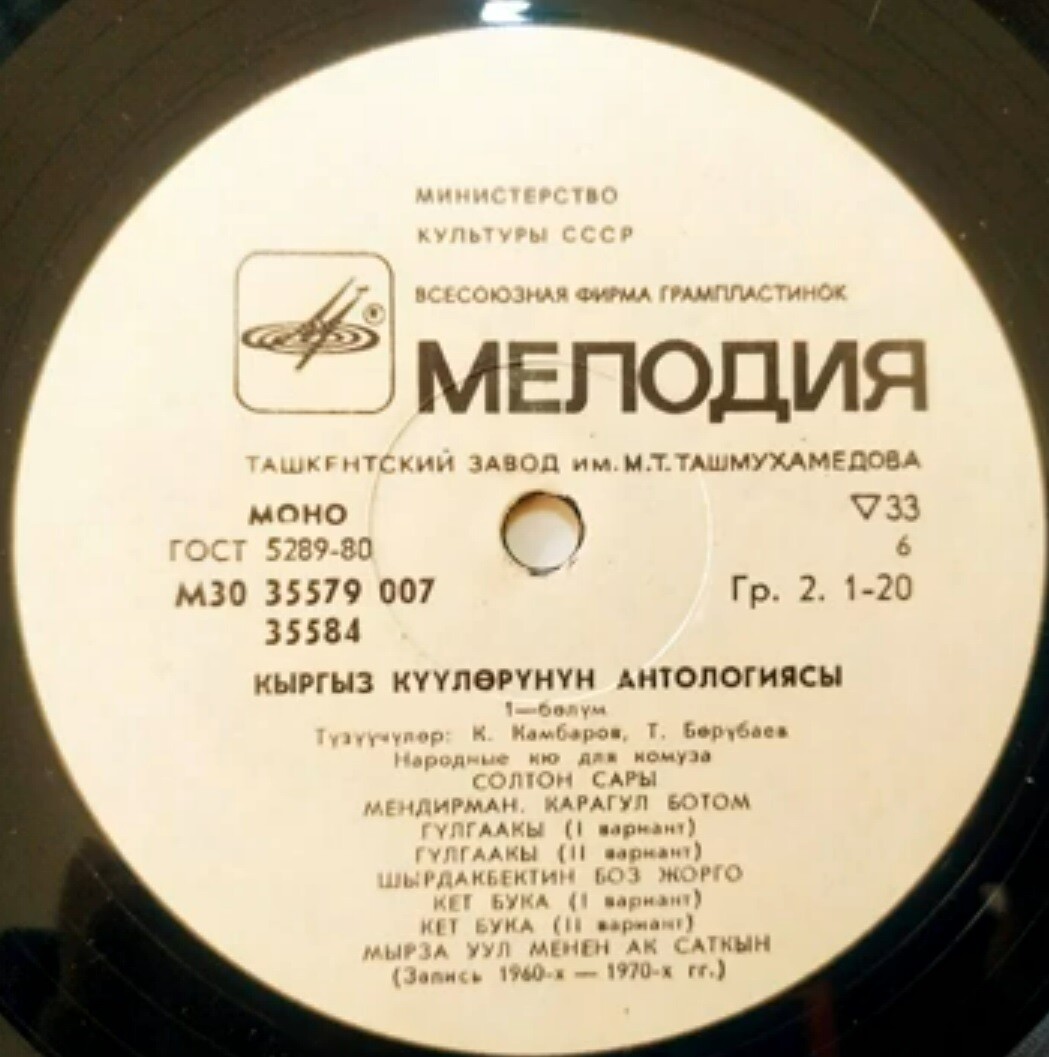 МИНИСТЕРСТВО
КУЛЬТУРЫ СССР
ВСЕСОЮЗНАЯ ФИРМА ГРАМПЛАСТИНОК
®
МЕЛОДИЯ
ТАШКЕНТСКИЙ ЗАВОД им. М.Т. ТАШМУХАМЕДОВА
МОНО ▽33
ГОСТ 5289-80 6
М30 35579 007 Гр. 2. 1-20
35584
КЫРГЫЗ КҮҮЛӨРҮНҮН АНТОЛОГИЯСЫ
1—бөлүм
Түзүүчүлөр: К. Камбаров, Т. Бөрүбаев
Народные кю для комуза
СОЛТОН САРЫ
МЕНДИРМАН. КАРАГУЛ БОТОМ
ГҮЛГААКЫ (I вариант)
ГҮЛГААКЫ (II вариант)
ШЫРДАКБЕКТИН БОЗ ЖОРГО
КЕТ БУКА (I вариант)
КЕТ БУКА (II вариант)
МЫРЗА УУЛ МЕНЕН АК САТКЫН
(Запись 1960-х — 1970-х гг.)